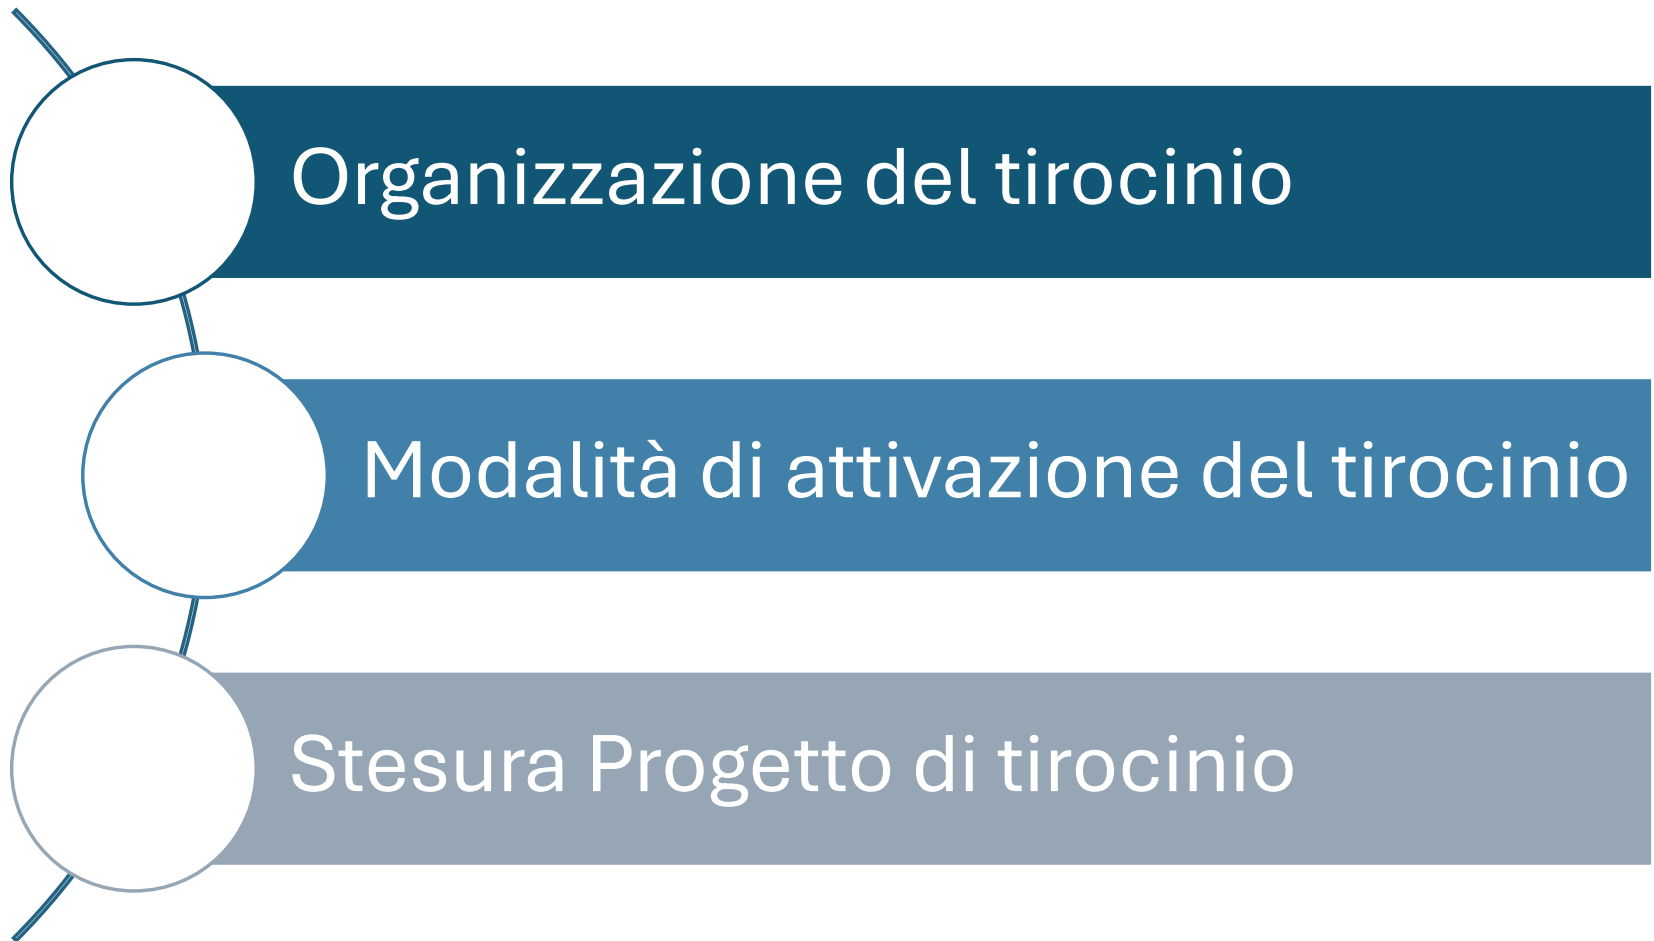 Organizzazione del tirocinio
Modalità di attivazione del tirocinio
Stesura Progetto di tirocinio